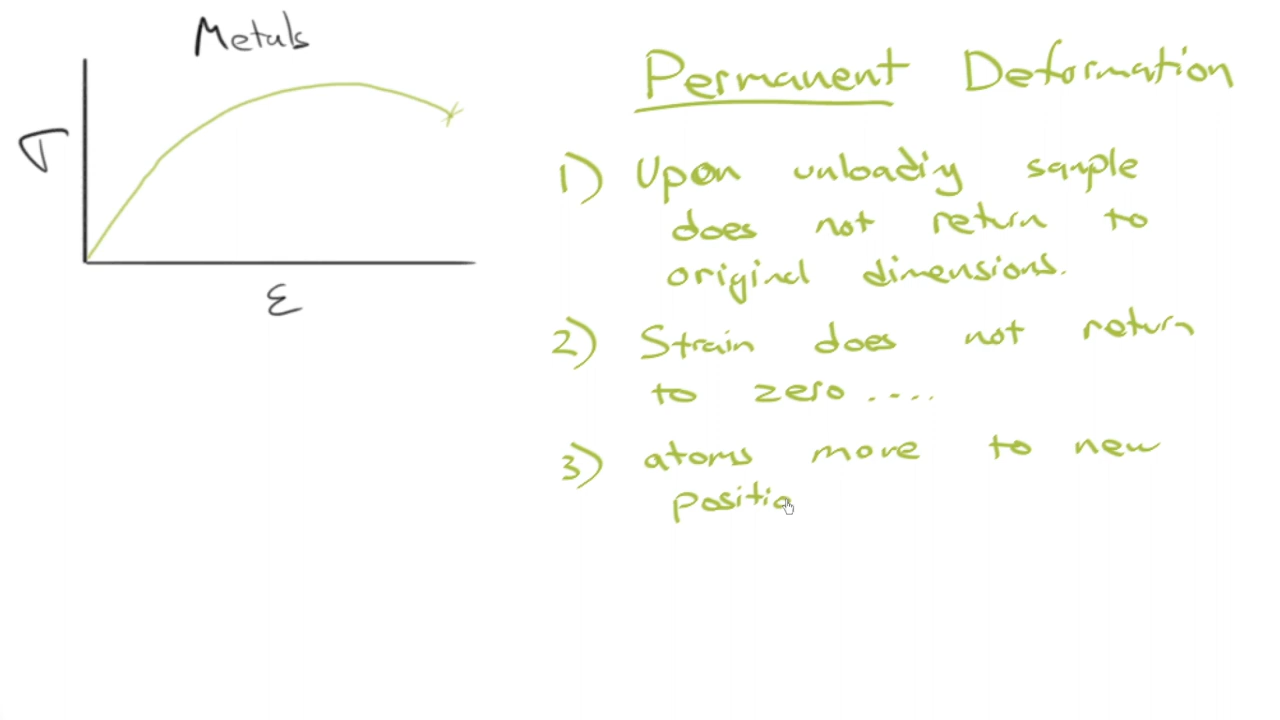 Metals
σ
ε
Permanent Deformation
1) Upon unloading sample
does not return to
original dimensions.
2) Strain does not return
to zero .....
3) atoms move to new
positio